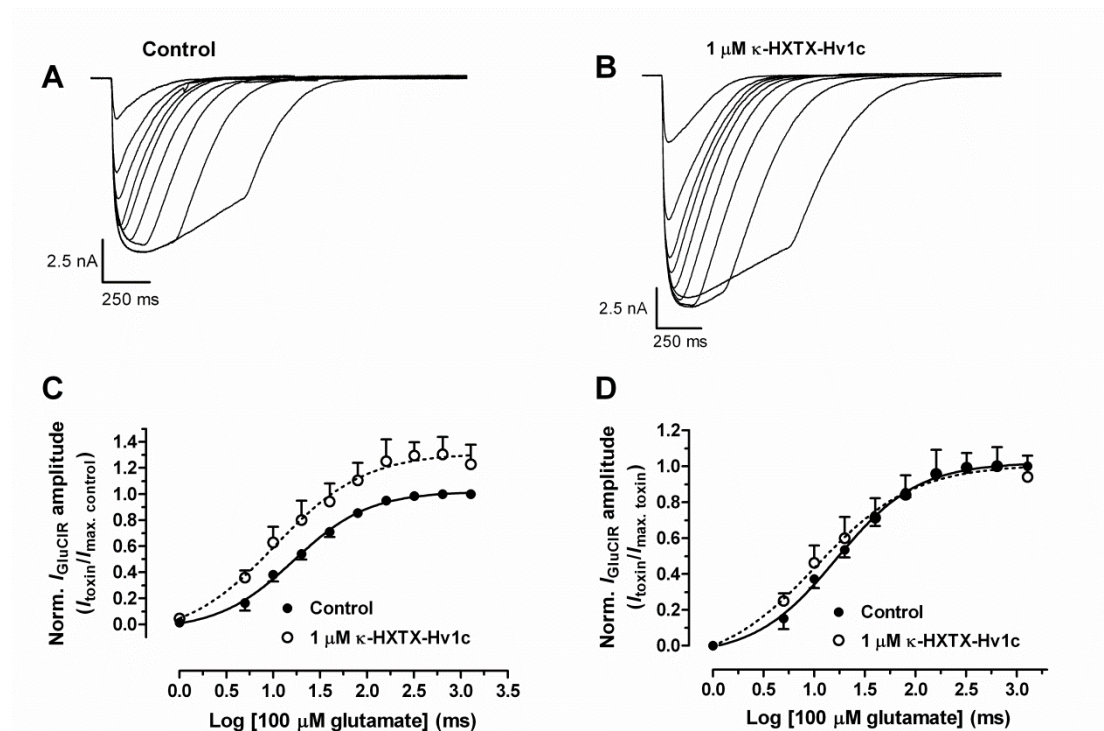 Control
1 μM κ-HXTX-Hv1c
A
B
2.5 nA
250 ms
2.5 nA
250 ms
C
D
Norm. IGluClR amplitude
(Itoxin/Imax. control)
1.4
1.2
1.0
0.8
0.6
0.4
0.2
0.0
Control
1 μM κ-HXTX-Hv1c
0.0 0.5 1.0 1.5 2.0 2.5 3.0 3.5
Log [100 μM glutamate] (ms)
Norm. IGluClR amplitude
(Itoxin/Imax. toxin)
1.2
1.0
0.8
0.6
0.4
0.2
0.0
Control
1 μM κ-HXTX-Hv1c
0.0 0.5 1.0 1.5 2.0 2.5 3.0
Log [100 μM glutamate] (ms)